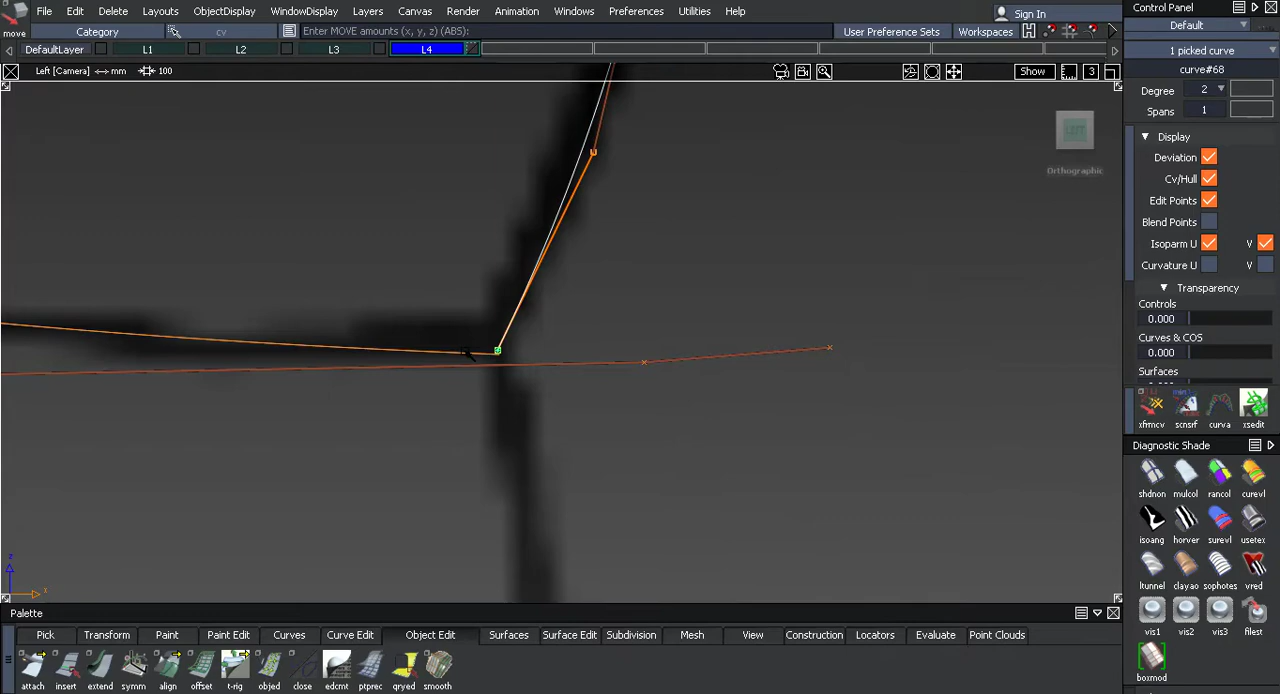 File Edit Delete Layouts ObjectDisplay WindowDisplay Layers Canvas Render Animation Windows Preferences Utilities Help
Sign In
Control Panel
move
Category cv Enter MOVE amounts (x, y, z) (ABS): User Preference Sets Workspaces
Default
DefaultLayer L1 L2 L3 L4
1 picked curve
Left [Camera] mm 100 Show 3
curve#68
Degree 2
Spans 1
Display
LEFT
Deviation
Orthographic
Cv/Hull
Edit Points
Blend Points
Isoparm U V
Curvature U V
Transparency
Controls
0.000
Curves & COS
0.000
Surfaces
xfrmcv scnsrf curva xsedit
Diagnostic Shade
shdnon mulcol rancol curevl
isoang horver surevl usetex
ltunnel clayao sophotes vred
vis1 vis2 vis3 filest
boxmod
z
x
Palette
Pick Transform Paint Paint Edit Curves Curve Edit Object Edit Surfaces Surface Edit Subdivision Mesh View Construction Locators Evaluate Point Clouds
attach insert extend symm align offset t-rig objed close edcmt ptprec qryed smooth